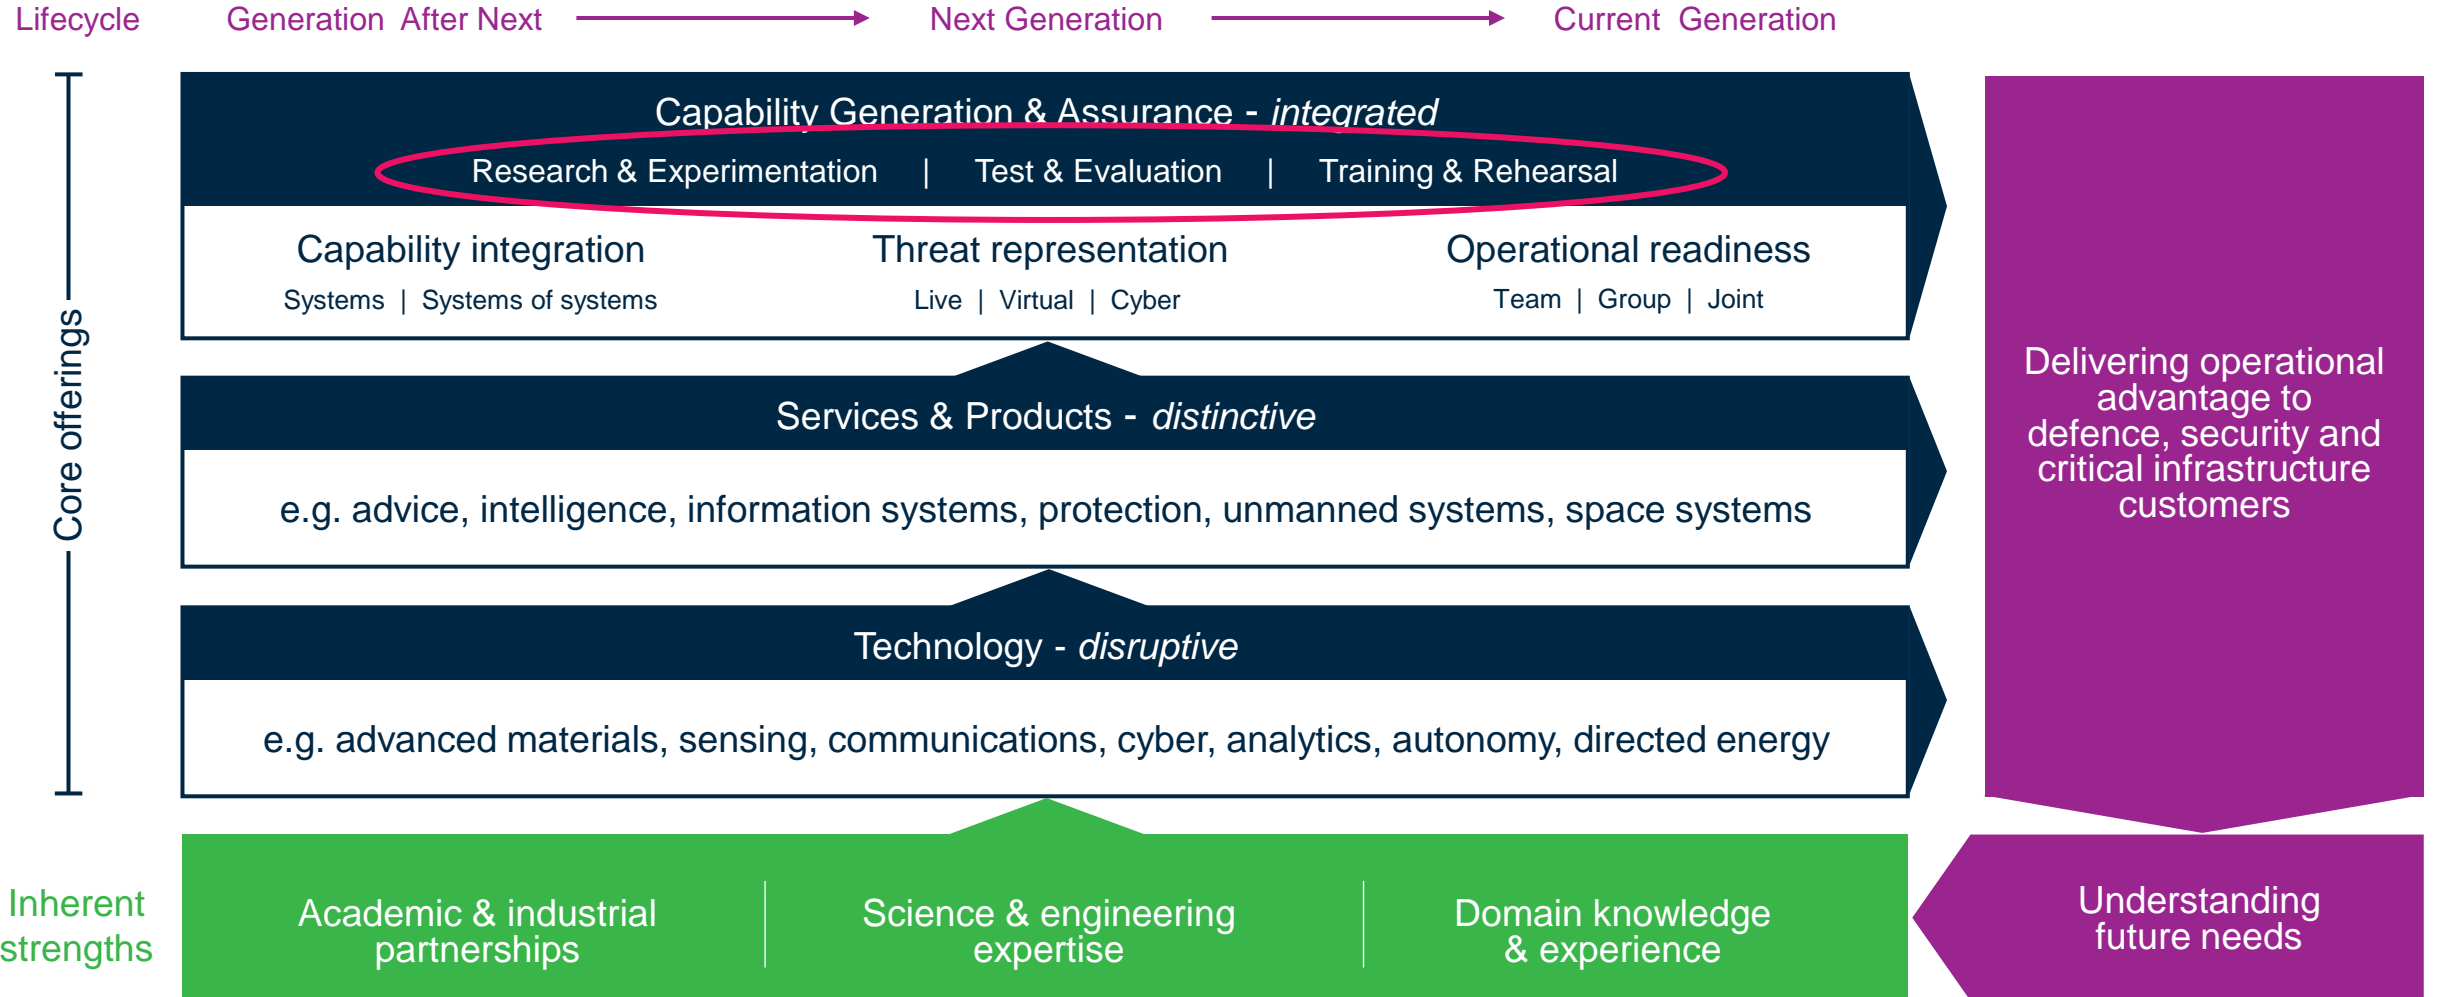 Lifecycle Generation After Next Next Generation Current Generation
Capability Generation & Assurance - integrated
Research & Experimentation | Test & Evaluation | Training & Rehearsal
Capability integration Threat representation Operational readiness
Systems | Systems of systems Live | Virtual | Cyber Team | Group | Joint
Core offerings
Services & Products - distinctive
e.g. advice, intelligence, information systems, protection, unmanned systems, space systems
Technology - disruptive
e.g. advanced materials, sensing, communications, cyber, analytics, autonomy, directed energy
Delivering operational
advantage to
defence, security and
critical infrastructure
customers
Inherent
strengths
Academic & industrial
partnerships
Science & engineering
expertise
Domain knowledge
& experience
Understanding
future needs